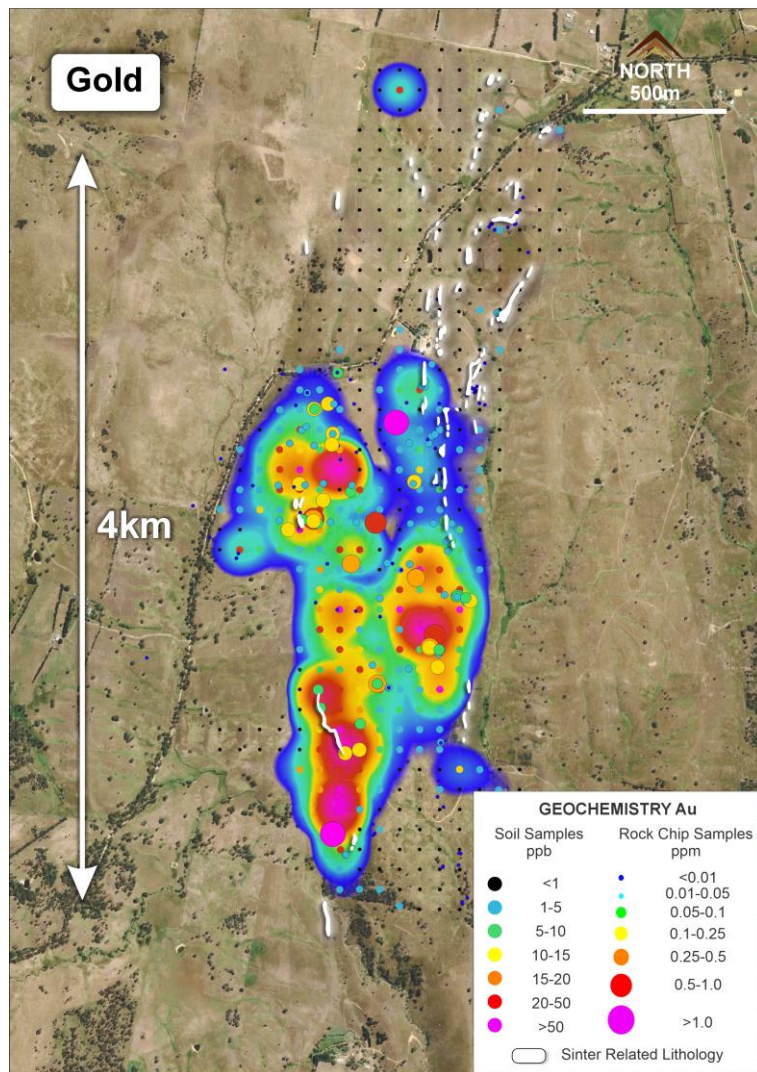 Gold
NORTH
500m
4km
GEOCHEMISTRY Au
Soil Samples
ppb
Rock Chip Samples
ppm
<1
<0.01
0.01-0.05
1-5
0.05-0.1
5-10
0.1-0.25
10-15
0.25-0.5
15-20
0.5-1.0
20-50
>50
>1.0
Sinter Related Lithology